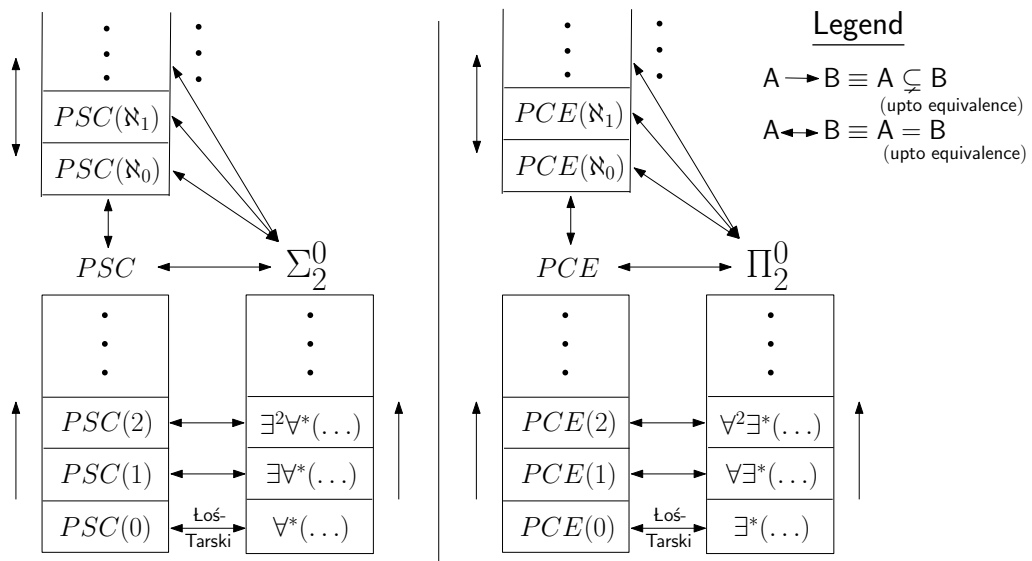 Legend
A → B ≡ A ⊊ B
(upto equivalence)
A ↔ B ≡ A = B
(upto equivalence)
PSC(ℵ₁)
PSC(ℵ₀)
PSC
Σ⁰₂
PSC(2)
∃²∀*(...)
PSC(1)
∃∀*(...)
PSC(0)
Łoś-
Tarski
∀*(...)
PCE(ℵ₁)
PCE(ℵ₀)
PCE
Π⁰₂
PCE(2)
∀²∃*(...)
PCE(1)
∀∃*(...)
PCE(0)
Łoś-
Tarski
∃*(...)